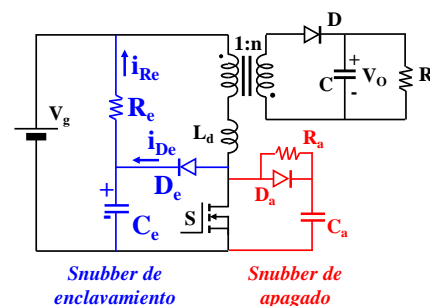 1:n
D
i_Re
R_e
V_g
L_d
C
+
V_O
-
R
i_De
R_a
D_e
D_a
+
-
C_e
S
C_a
Snubber de
enclavamiento
Snubber de
apagado